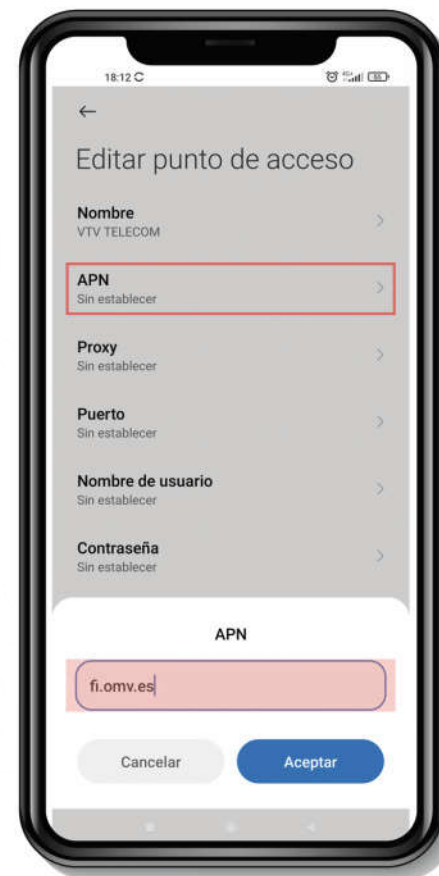 18:12
Editar punto de acceso
Nombre
VTV TELECOM
APN
Sin establecer
Proxy
Sin establecer
Puerto
Sin establecer
Nombre de usuario
Sin establecer
Contraseña
Sin establecer
APN
fi.omv.es
Cancelar
Aceptar